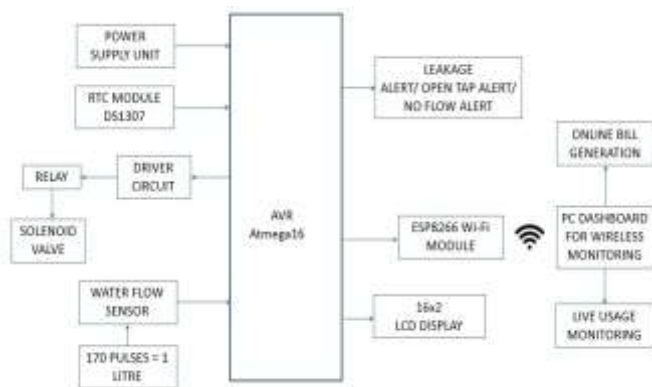 POWER
SUPPLY UNIT
RTC MODULE
DS1307
RELAY
DRIVER
CIRCUIT
SOLENOID
VALVE
WATER FLOW
SENSOR
170 PULSES = 1
LITRE
AVR
Atmega16
LEAKAGE
ALERT/ OPEN TAP ALERT/
NO FLOW ALERT
ESP8266 Wi-Fi
MODULE
16x2
LCD DISPLAY
ONLINE BILL
GENERATION
PC DASHBOARD
FOR WIRELESS
MONITORING
LIVE USAGE
MONITORING